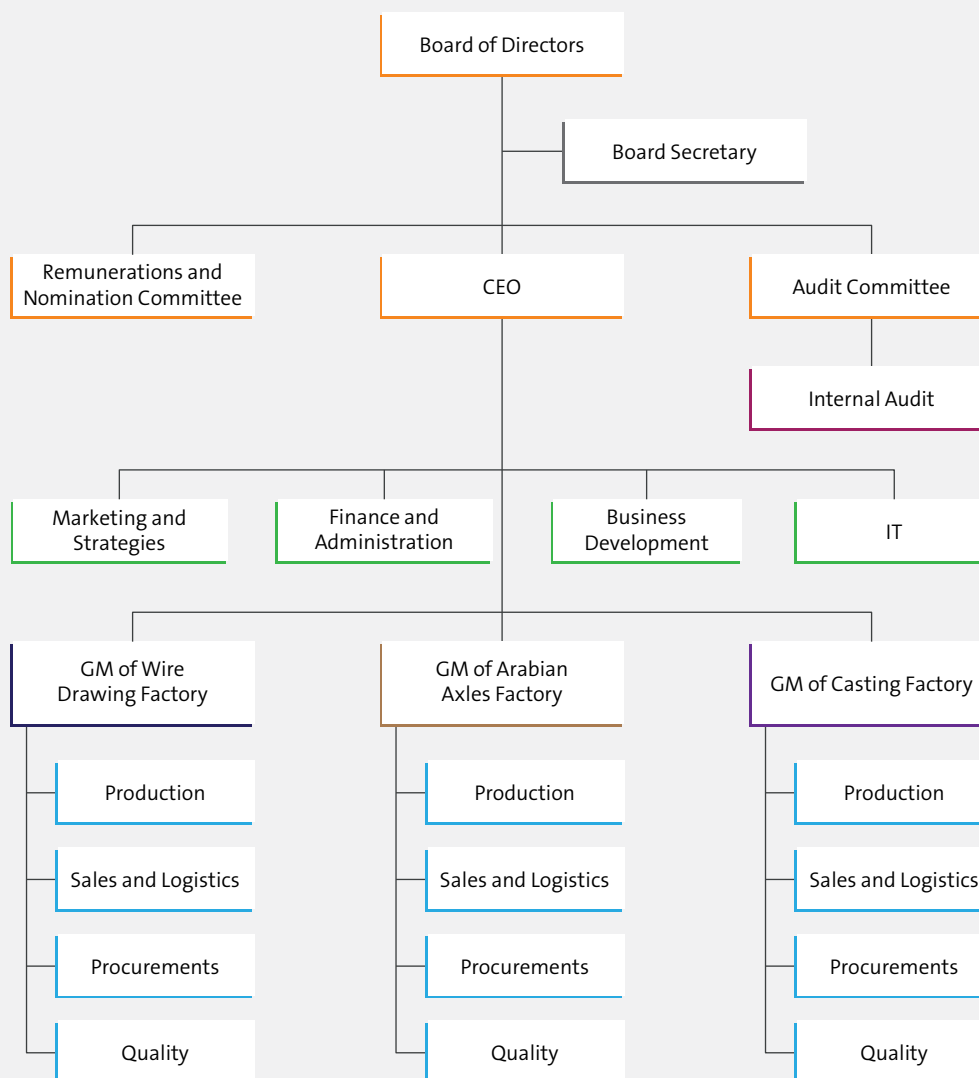 Board of Directors
Board Secretary
Remunerations and
Nomination Committee
CEO
Audit Committee
Internal Audit
Marketing and
Strategies
Finance and
Administration
Business
Development
IT
GM of Wire
Drawing Factory
GM of Arabian
Axles Factory
GM of Casting Factory
Production
Production
Production
Sales and Logistics
Sales and Logistics
Sales and Logistics
Procurements
Procurements
Procurements
Quality
Quality
Quality